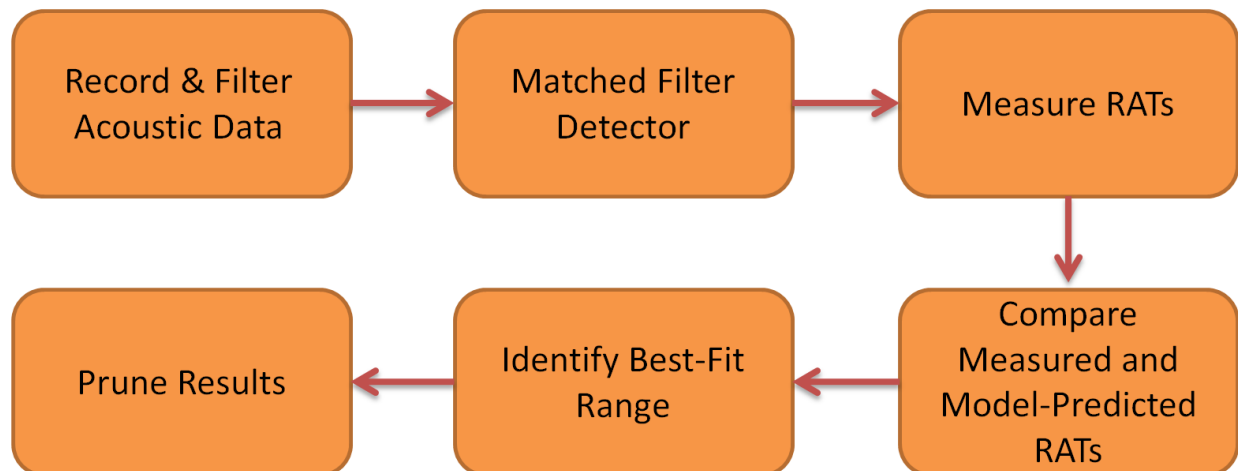 Record & Filter
Acoustic Data
Matched Filter
Detector
Measure RATs
Compare
Measured and
Model-Predicted
RATs
Identify Best-Fit
Range
Prune Results